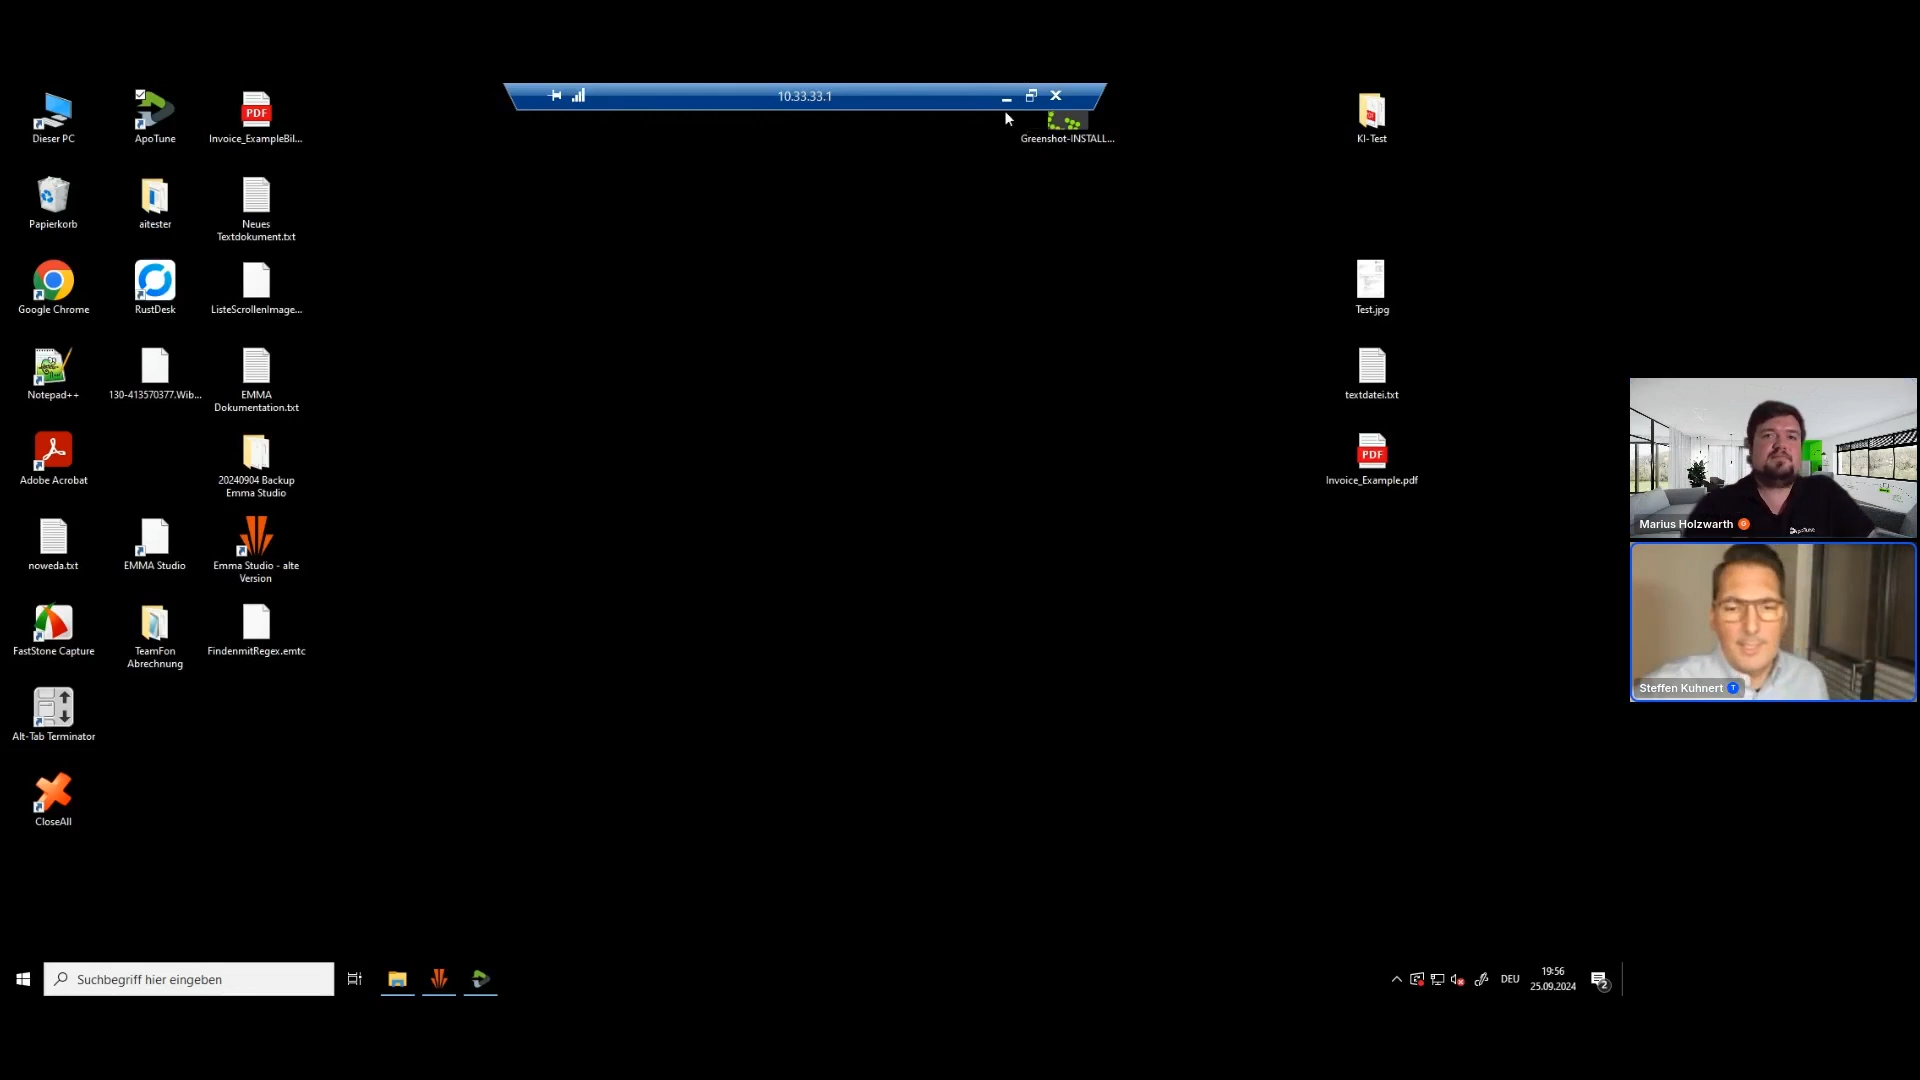 10.33.33.1
Dieser PC
ApoTune
PDF
Invoice_ExampleBil...
Greenshot-INSTALL...
KI-Test
Papierkorb
aitester
Neues
Textdokument.txt
Google Chrome
RustDesk
ListeScrollenImage...
Test.jpg
Notepad++
130-413570377.Wib...
EMMA
Dokumentation.txt
textdatei.txt
Adobe Acrobat
20240904 Backup
Emma Studio
PDF
Invoice_Example.pdf
noweda.txt
EMMA Studio
Emma Studio - alte
Version
Marius Holzwarth
FastStone Capture
TeamFon
Abrechnung
FindenmitRegex.emtc
Steffen Kuhnert
T
Alt-Tab Terminator
CloseAll
Suchbegriff hier eingeben
DEU
19:56
25.09.2024
2